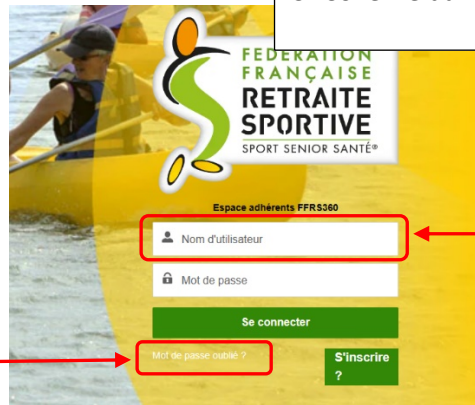 FÉDÉRATION
FRANÇAISE
RETRAITE
SPORTIVE
SPORT SENIOR SANTÉ®
Espace adhérents FFRS360
Nom d'utilisateur
Mot de passe
Se connecter
Mot de passe oublié ?
S'inscrire
?